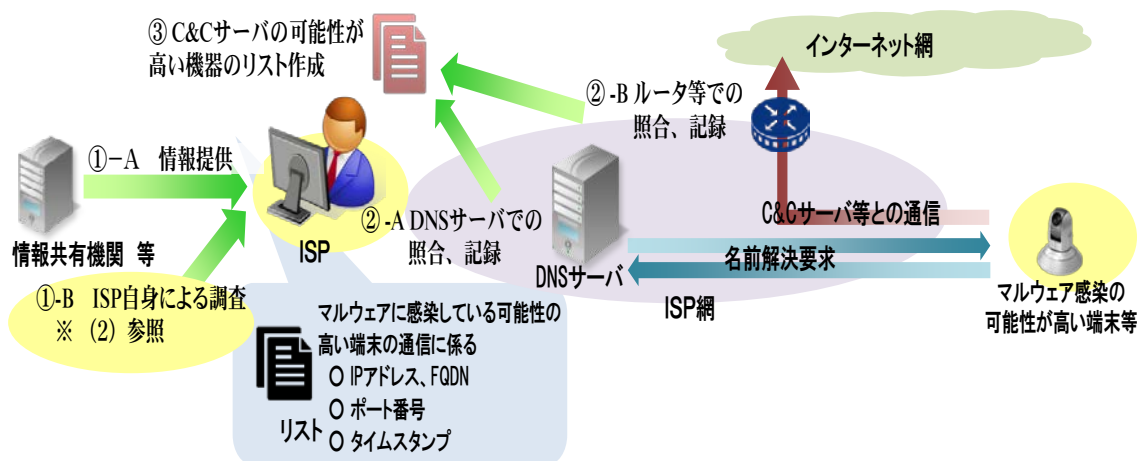 ③ C&Cサーバの可能性が
高い機器のリスト作成
インターネット網
②-B ルータ等での
照合、記録
①－A 情報提供
情報共有機関 等
ISP
②-A DNSサーバでの
照合、記録
C&Cサーバ等との通信
名前解決要求
DNSサーバ
ISP網
マルウェア感染の
可能性が高い端末等
①-B ISP自身による調査
※ （2）参照
マルウェアに感染している可能性の
高い端末の通信に係る
○ IPアドレス、FQDN
○ ポート番号
○ タイムスタンプ
リスト